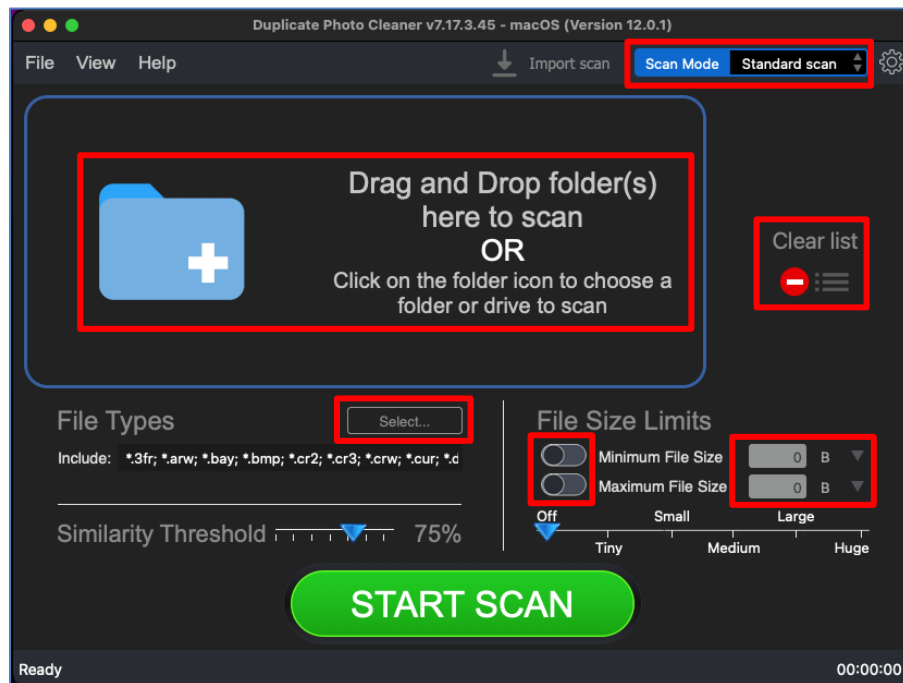 Duplicate Photo Cleaner v7.17.3.45 - macOS (Version 12.0.1)
File View Help Import scan Scan Mode Standard scan
Drag and Drop folder(s)
here to scan
OR
Click on the folder icon to choose a
folder or drive to scan
Clear list
File Types Select...
Include: *.3fr; *.arw; *.bay; *.bmp; *.cr2; *.cr3; *.crw; *.cur; *.d
Similarity Threshold 75%
File Size Limits
Minimum File Size 0 B
Maximum File Size 0 B
Off Small Large
Tiny Medium Huge
START SCAN
Ready 00:00:00